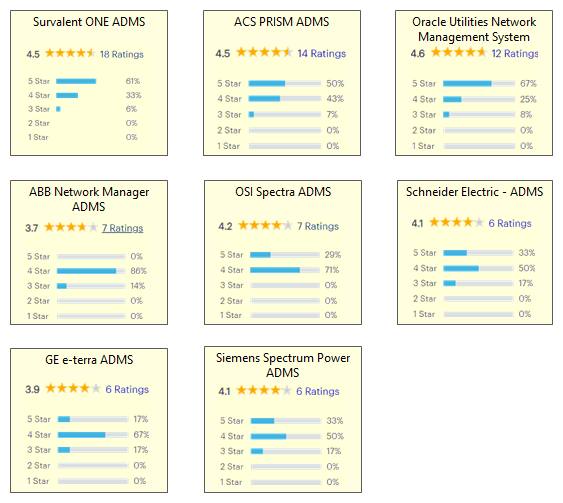 Survalent ONE ADMS
4.5 18 Ratings
5 Star 61%
4 Star 33%
3 Star 6%
2 Star 0%
1 Star 0%
ACS PRISM ADMS
4.5 14 Ratings
5 Star 50%
4 Star 43%
3 Star 7%
2 Star 0%
1 Star 0%
Oracle Utilities Network
Management System
4.6 12 Ratings
5 Star 67%
4 Star 25%
3 Star 8%
2 Star 0%
1 Star 0%
ABB Network Manager
ADMS
3.7 7 Ratings
5 Star 0%
4 Star 86%
3 Star 14%
2 Star 0%
1 Star 0%
OSI Spectra ADMS
4.2 7 Ratings
5 Star 29%
4 Star 71%
3 Star 0%
2 Star 0%
1 Star 0%
Schneider Electric - ADMS
4.1 6 Ratings
5 Star 33%
4 Star 50%
3 Star 17%
2 Star 0%
1 Star 0%
GE e-terra ADMS
3.9 6 Ratings
5 Star 17%
4 Star 67%
3 Star 17%
2 Star 0%
1 Star 0%
Siemens Spectrum Power
ADMS
4.1 6 Ratings
5 Star 33%
4 Star 50%
3 Star 17%
2 Star 0%
1 Star 0%